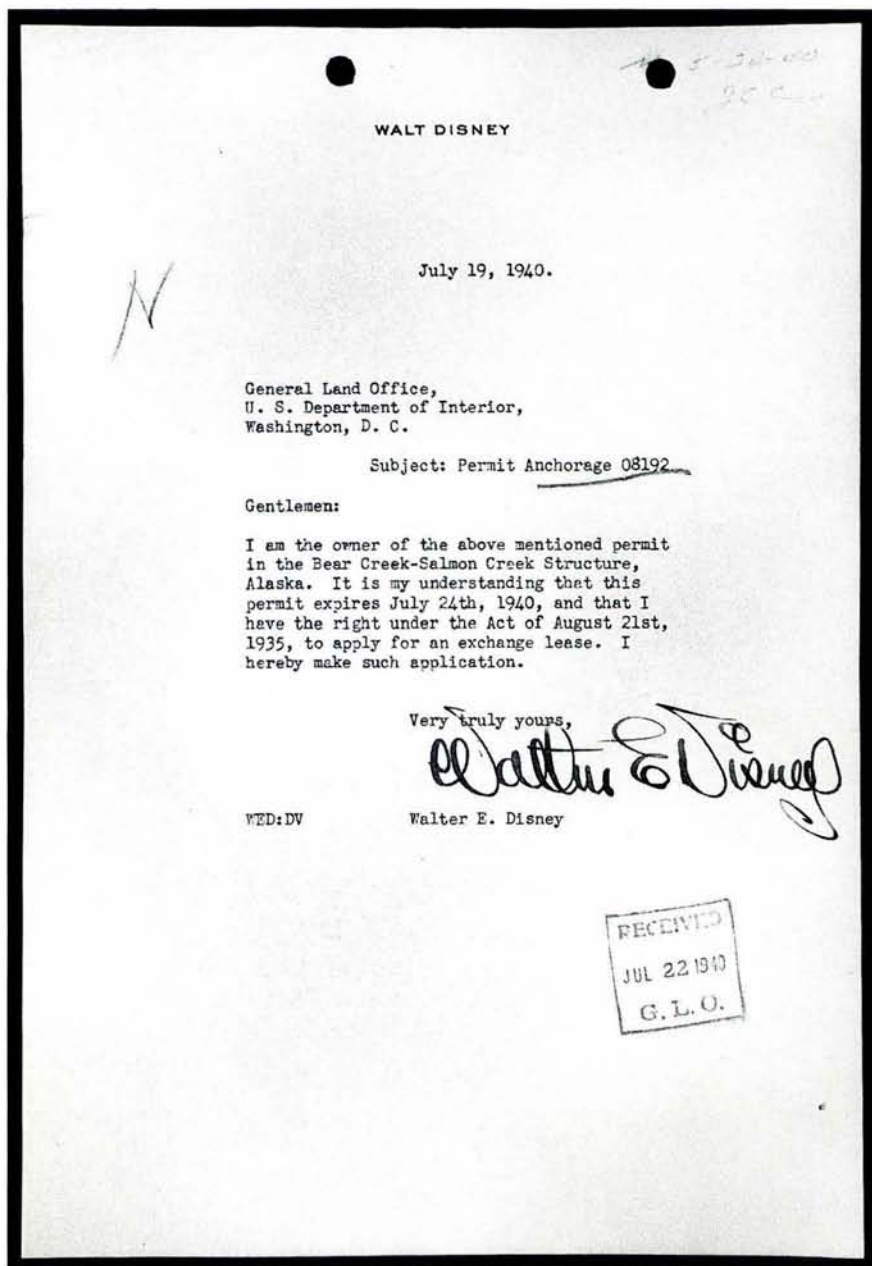 WALT DISNEY
July 19, 1940.
N
General Land Office,
U. S. Department of Interior,
Washington, D. C.
Subject: Permit Anchorage 08192
Gentlemen:
I am the owner of the above mentioned permit
in the Bear Creek-Salmon Creek Structure,
Alaska. It is my understanding that this
permit expires July 24th, 1940, and that I
have the right under the Act of August 21st,
1935, to apply for an exchange lease. I
hereby make such application.
Very truly yours,
Walter E Disney
WED:DV Walter E. Disney
RECEIVED
JUL 22 1940
G. L. O.